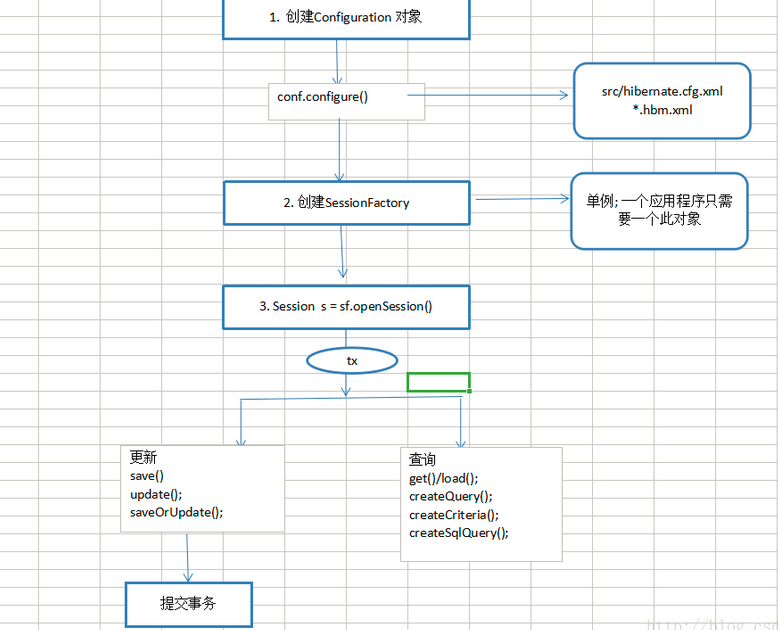 1. 创建Configuration 对象
conf.configure()
src/hibernate.cfg.xml
*.hbm.xml
2. 创建SessionFactory
单例; 一个应用程序只需
要一个此对象
3. Session s = sf.openSession()
tx
更新
save()
update();
saveOrUpdate();
查询
get()/load();
createQuery();
createCriteria();
createSqlQuery();
提交事务